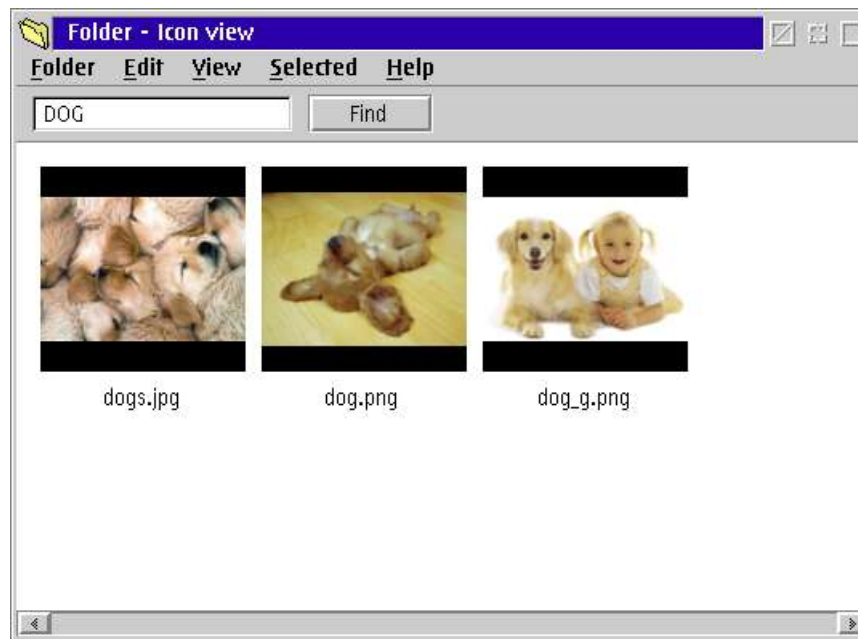 Folder - Icon view
Folder Edit View Selected Help
DOG Find
dogs.jpg dog.png dog_g.png